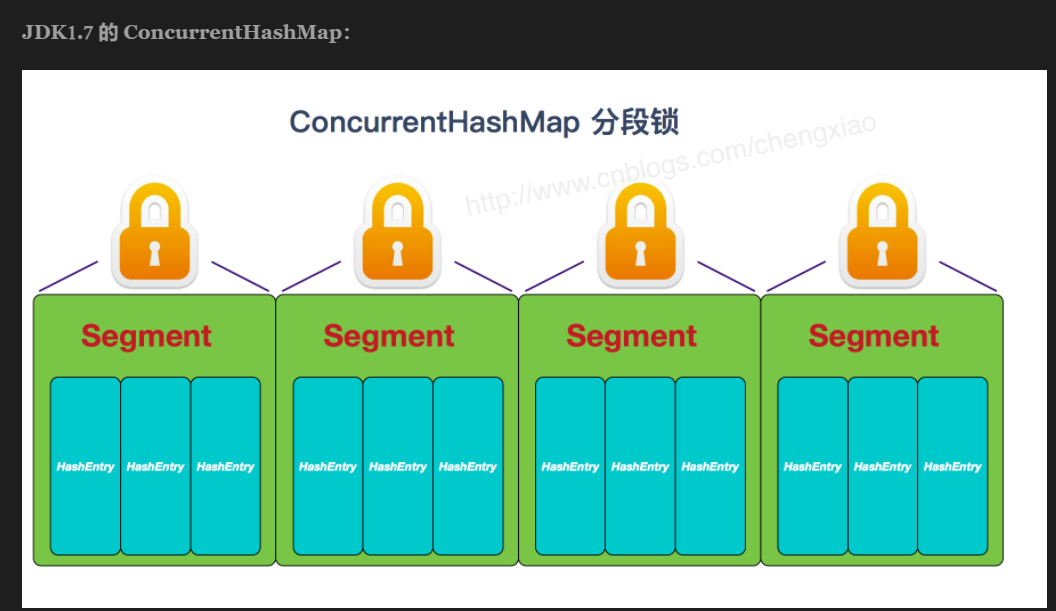 JDK1.7 的 ConcurrentHashMap：
ConcurrentHashMap 分段锁
http://www.cnblogs.com/chengxiao
Segment Segment Segment Segment
HashEntry HashEntry HashEntry HashEntry HashEntry HashEntry HashEntry HashEntry HashEntry HashEntry HashEntry HashEntry